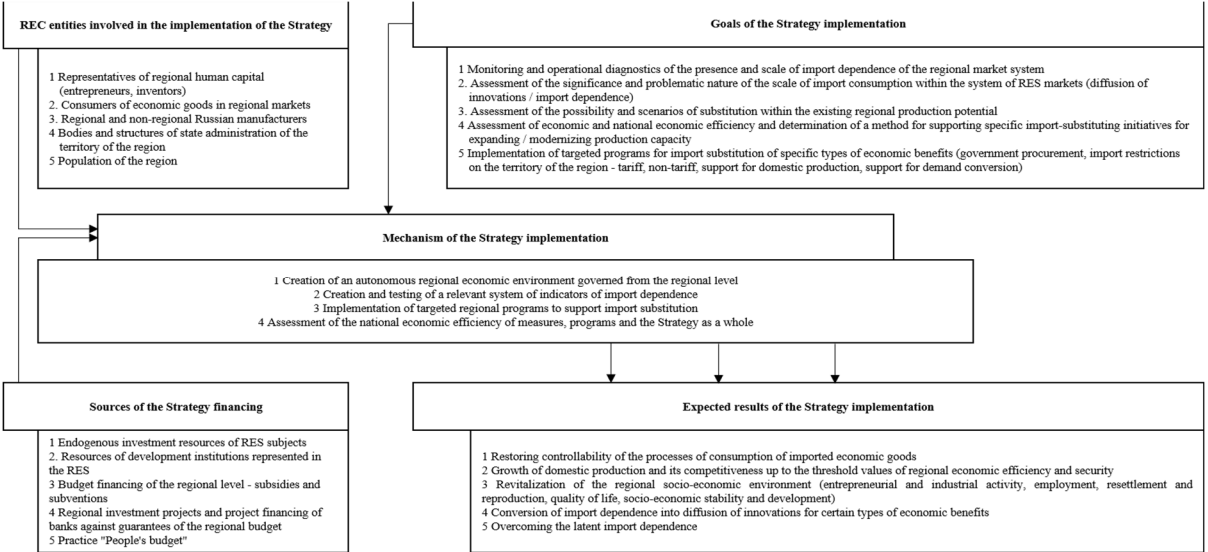 REC entities involved in the implementation of the Strategy
1 Representatives of regional human capital
(entrepreneurs, inventors)
2. Consumers of economic goods in regional markets
3. Regional and non-regional Russian manufacturers
4 Bodies and structures of state administration of the
territory of the region
5 Population of the region
Goals of the Strategy implementation
1 Monitoring and operational diagnostics of the presence and scale of import dependence of the regional market system
2. Assessment of the significance and problematic nature of the scale of import consumption within the system of RES markets (diffusion of
innovations / import dependence)
3. Assessment of the possibility and scenarios of substitution within the existing regional production potential
4 Assessment of economic and national economic efficiency and determination of a method for supporting specific import-substituting initiatives for
expanding / modernizing production capacity
5 Implementation of targeted programs for import substitution of specific types of economic benefits (government procurement, import restrictions
on the territory of the region - tariff, non-tariff, support for domestic production, support for demand conversion)
Mechanism of the Strategy implementation
1 Creation of an autonomous regional economic environment governed from the regional level
2 Creation and testing of a relevant system of indicators of import dependence
3 Implementation of targeted regional programs to support import substitution
4 Assessment of the national economic efficiency of measures, programs and the Strategy as a whole
Sources of the Strategy financing
1 Endogenous investment resources of RES subjects
2. Resources of development institutions represented in
the RES
3 Budget financing of the regional level - subsidies and
subventions
4 Regional investment projects and project financing of
banks against guarantees of the regional budget
5 Practice "People's budget"
Expected results of the Strategy implementation
1 Restoring controllability of the processes of consumption of imported economic goods
2 Growth of domestic production and its competitiveness up to the threshold values of regional economic efficiency and security
3 Revitalization of the regional socio-economic environment (entrepreneurial and industrial activity, employment, resettlement and
reproduction, quality of life, socio-economic stability and development)
4 Conversion of import dependence into diffusion of innovations for certain types of economic benefits
5 Overcoming the latent import dependence